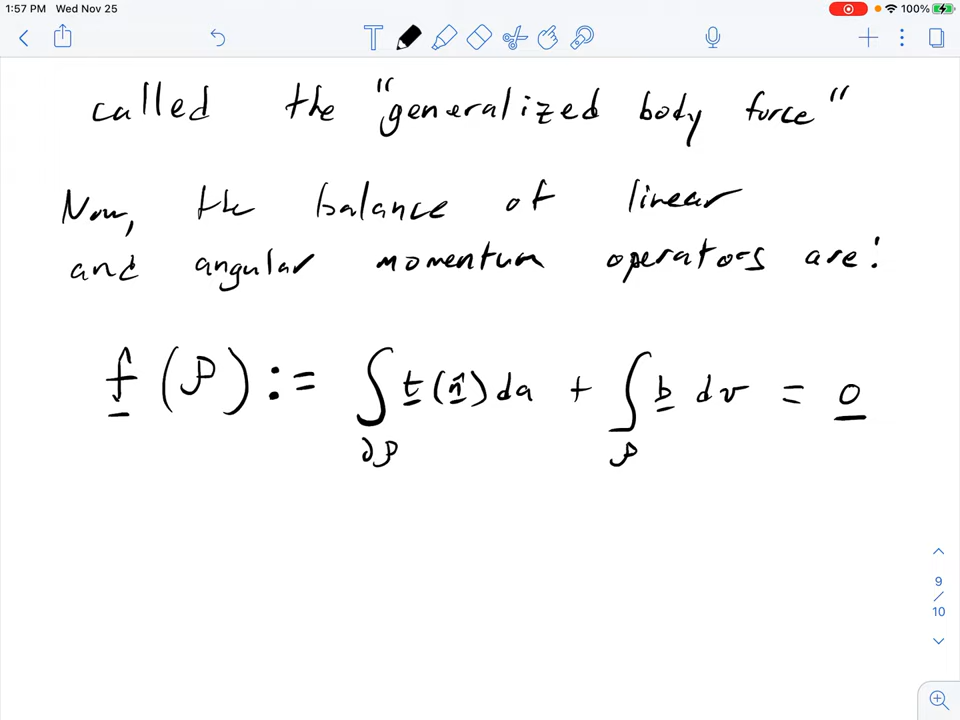 1:57 PM Wed Nov 25
100%
called the "generalized body force"
Now, the balance of linear
and angular momentum operators are:
f(P) := ∫_∂P t(n̂) da + ∫_P b dv = 0
9
/
10